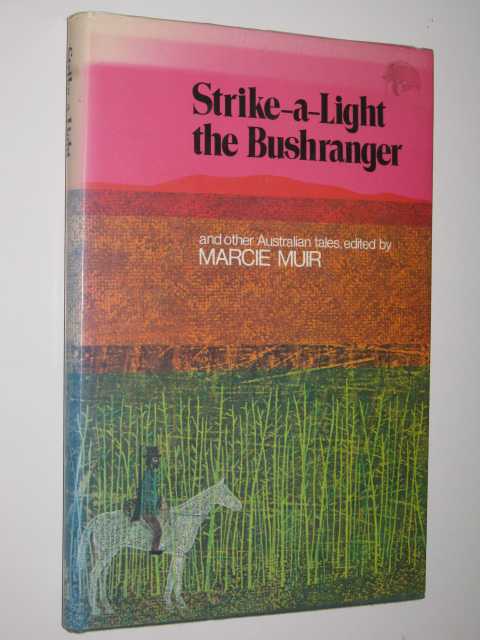 Strike-a-Light
the Bushranger
and other Australian tales, edited by
MARCIE MUIR